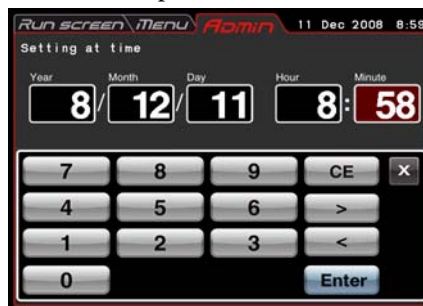 Run screen Menu Admin 11 Dec 2008 8:59
Setting at time
Year Month Day Hour Minute
8/ 12/ 11 8: 58
7 8 9 CE x
4 5 6 >
1 2 3 <
0 Enter